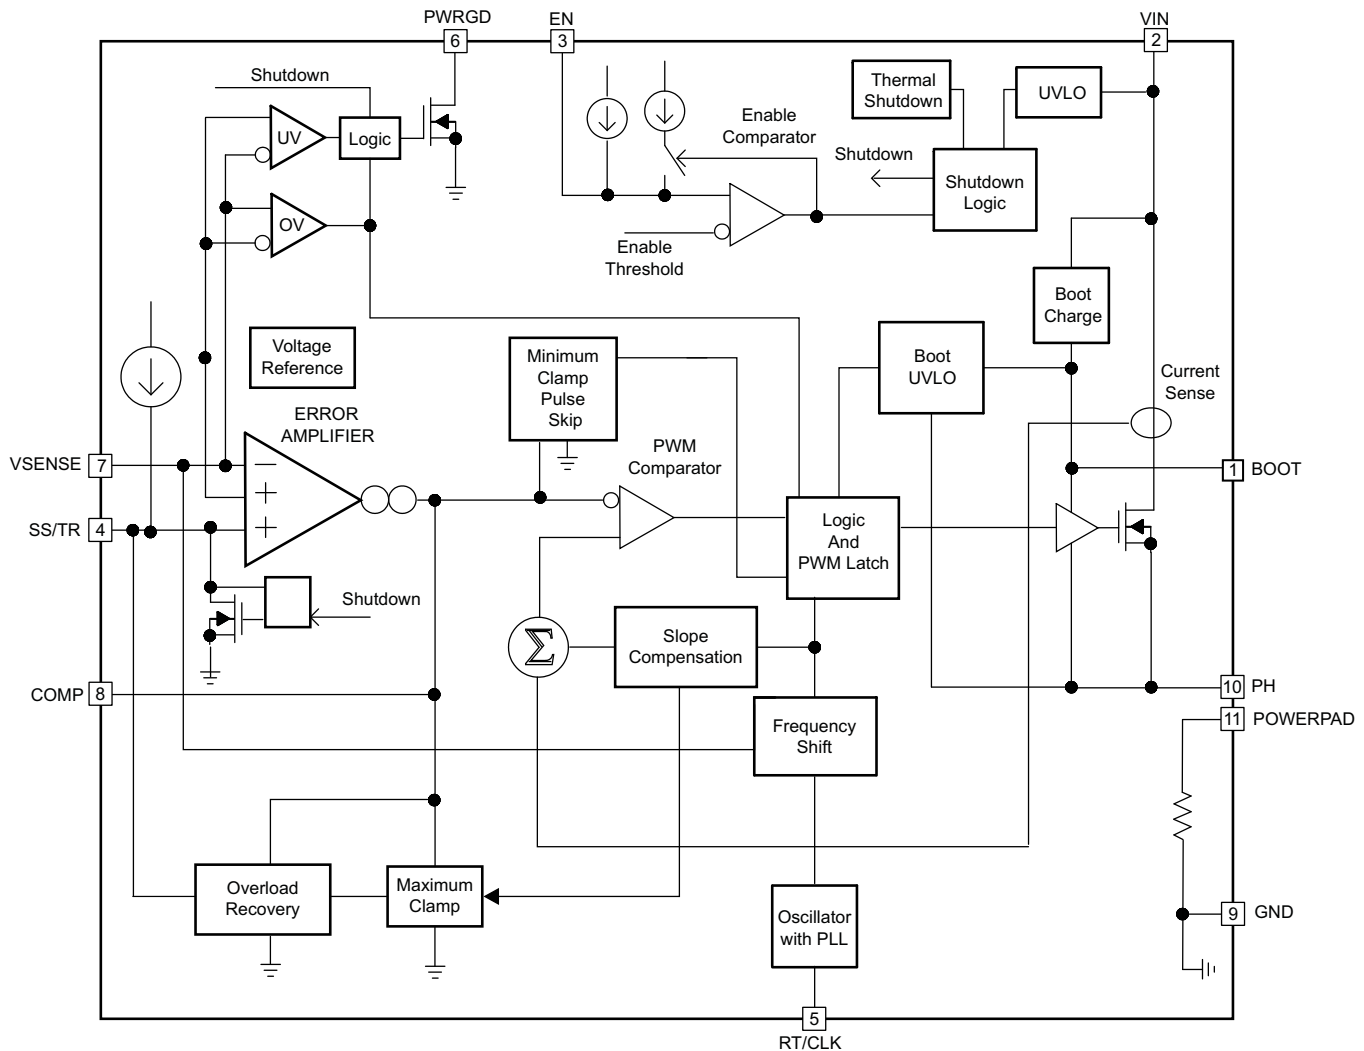 PWRGD
EN
VIN
6
3
2
Shutdown
Thermal
Shutdown
UVLO
UV
Logic
Enable
Comparator
Shutdown
Shutdown
Logic
OV
Enable
Threshold
Boot
Charge
Voltage
Reference
Minimum
Clamp
Pulse
Skip
Boot
UVLO
Current
Sense
ERROR
AMPLIFIER
PWM
Comparator
VSENSE
7
−
+
+
1
BOOT
SS/TR
4
Logic
And
PWM Latch
Shutdown
Σ
Slope
Compensation
COMP
8
10
PH
11
POWERPAD
Frequency
Shift
Overload
Recovery
Maximum
Clamp
Oscillator
with PLL
9
GND
5
RT/CLK